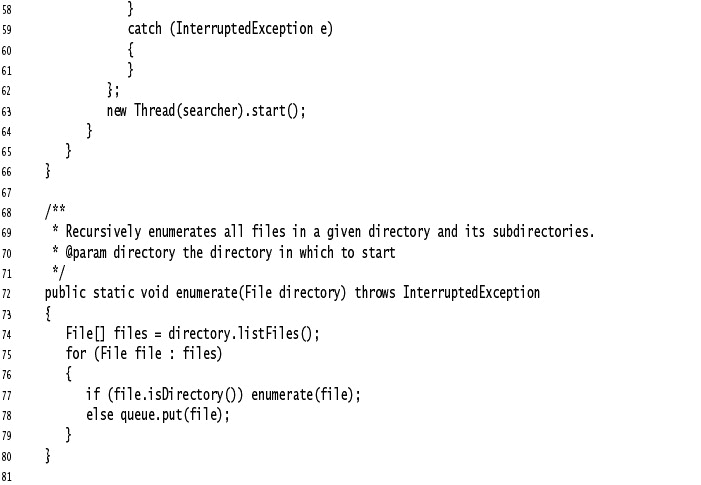 58 }
59 catch (InterruptedException e)
60 {
61 }
62 };
63 new Thread(searcher).start();
64 }
65 }
66 }
67
68 /**
69 * Recursively enumerates all files in a given directory and its subdirectories.
70 * @param directory the directory in which to start
71 */
72 public static void enumerate(File directory) throws InterruptedException
73 {
74 File[] files = directory.listFiles();
75 for (File file : files)
76 {
77 if (file.isDirectory()) enumerate(file);
78 else queue.put(file);
79 }
80 }
81